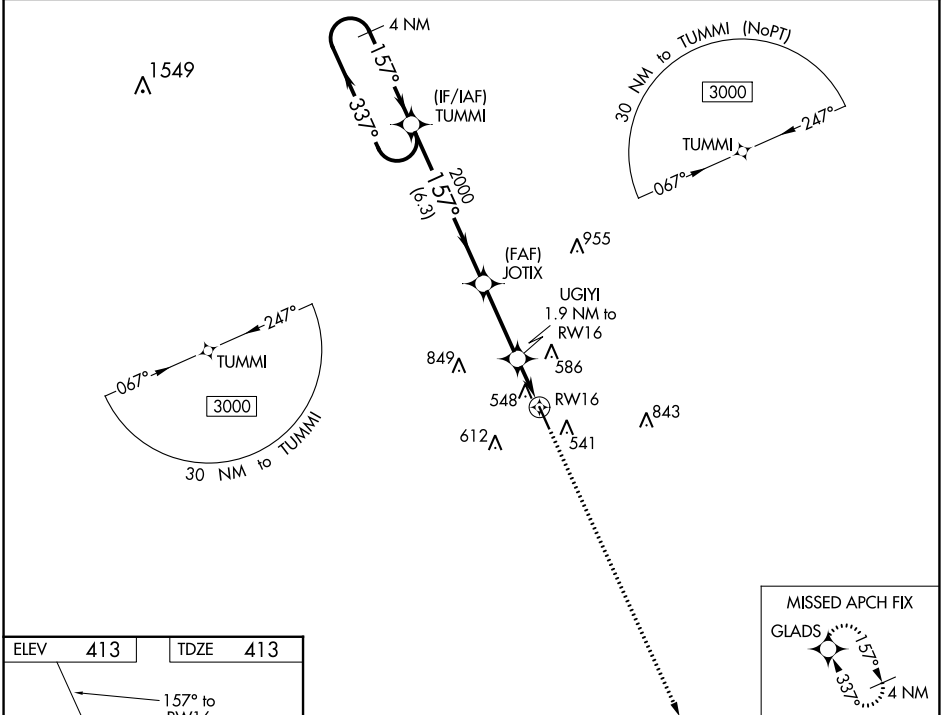 1549
4 NM
157°
337°
(IF/IAF)
TUMMI
30 NM to TUMMI (NoPT)
3000
TUMMI
247°
067°
2000
157°
(6.3)
(FAF)
JOTIX
955
UGIYI
1.9 NM to
RW16
586
849
548
RW16
612
541
843
247°
067°
TUMMI
3000
30 NM to TUMMI
MISSED APCH FIX
GLADS
157°
337°
4 NM
ELEV 413
TDZE 413
157° to
RW16